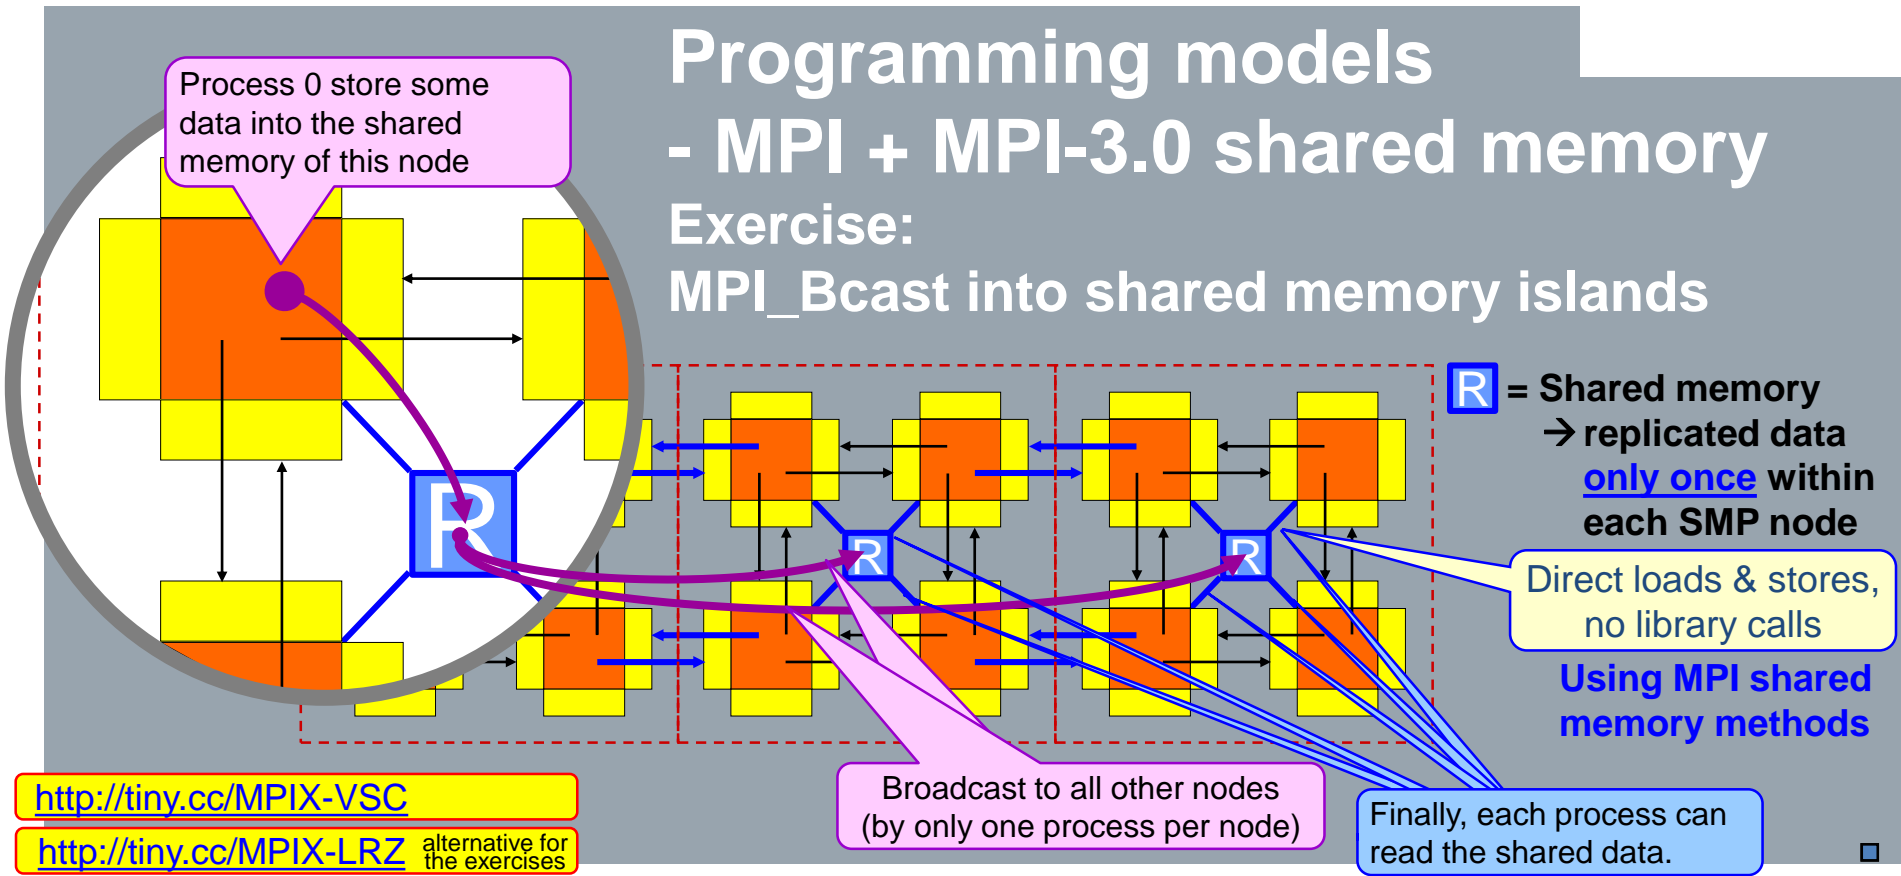 Programming models
- MPI + MPI-3.0 shared memory
Exercise:
MPI_Bcast into shared memory islands
Process 0 store some
data into the shared
memory of this node
R
R
R
R = Shared memory
→ replicated data
only once within
each SMP node
Direct loads & stores,
no library calls
Using MPI shared
memory methods
Broadcast to all other nodes
(by only one process per node)
Finally, each process can
read the shared data.
http://tiny.cc/MPIX-VSC
http://tiny.cc/MPIX-LRZ alternative for
the exercises